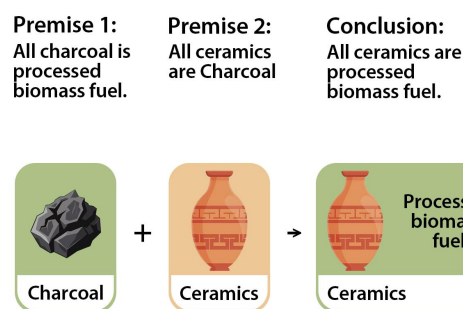 Premise 1:
All charcoal is
processed
biomass fuel.
Premise 2:
All ceramics
are Charcoal
Conclusion:
All ceramics are
processed
biomass fuel.
Charcoal
+
Ceramics
→
Ceramics